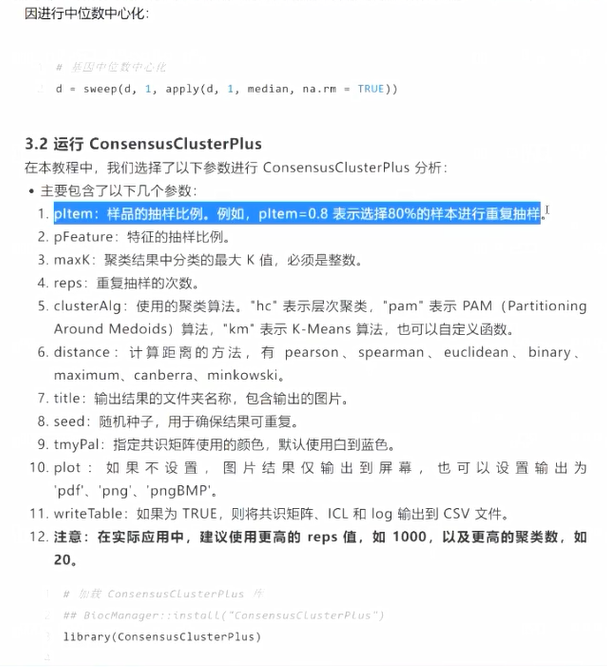 因进行中位数中心化：
# 基因中位数中心化
d = sweep(d, 1, apply(d, 1, median, na.rm = TRUE))
3.2 运行 ConsensusClusterPlus
在本教程中，我们选择了以下参数进行 ConsensusClusterPlus 分析：
• 主要包含了以下几个参数：
1. pItem：样品的抽样比例。例如，pItem=0.8 表示选择80%的样本进行重复抽样。
2. pFeature：特征的抽样比例。
3. maxK：聚类结果中分类的最大 K 值，必须是整数。
4. reps：重复抽样的次数。
5. clusterAlg：使用的聚类算法。"hc" 表示层次聚类，"pam" 表示 PAM（Partitioning
Around Medoids）算法，"km" 表示 K-Means 算法，也可以自定义函数。
6. distance：计算距离的方法，有 pearson、spearman、euclidean、binary、
maximum、canberra、minkowski。
7. title：输出结果的文件夹名称，包含输出的图片。
8. seed：随机种子，用于确保结果可重复。
9. tmyPal：指定共识矩阵使用的颜色，默认使用白到蓝色。
10. plot：如果不设置，图片结果仅输出到屏幕，也可以设置输出为
'pdf'、'png'、'pngBMP'。
11. writeTable：如果为 TRUE，则将共识矩阵、ICL 和 log 输出到 CSV 文件。
12. 注意：在实际应用中，建议使用更高的 reps 值，如 1000，以及更高的聚类数，如
20。
# 加载 ConsensusClusterPlus
## BiocManager::install("ConsensusClusterPlus")
library(ConsensusClusterPlus)